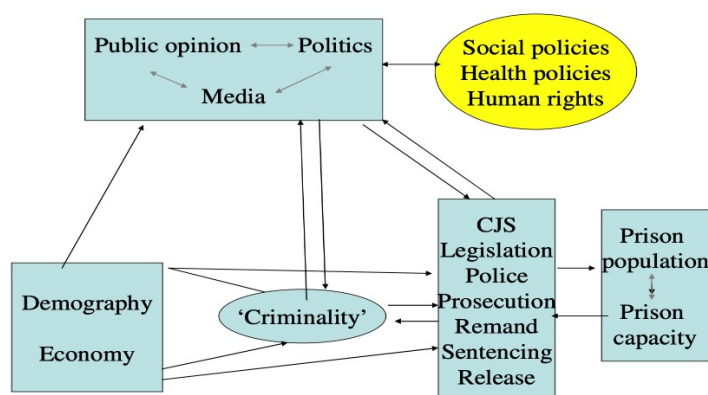 Public opinion Politics
Media
Social policies
Health policies
Human rights
Demography
Economy
'Criminality'
CJS
Legislation
Police
Prosecution
Remand
Sentencing
Release
Prison
population
Prison
capacity